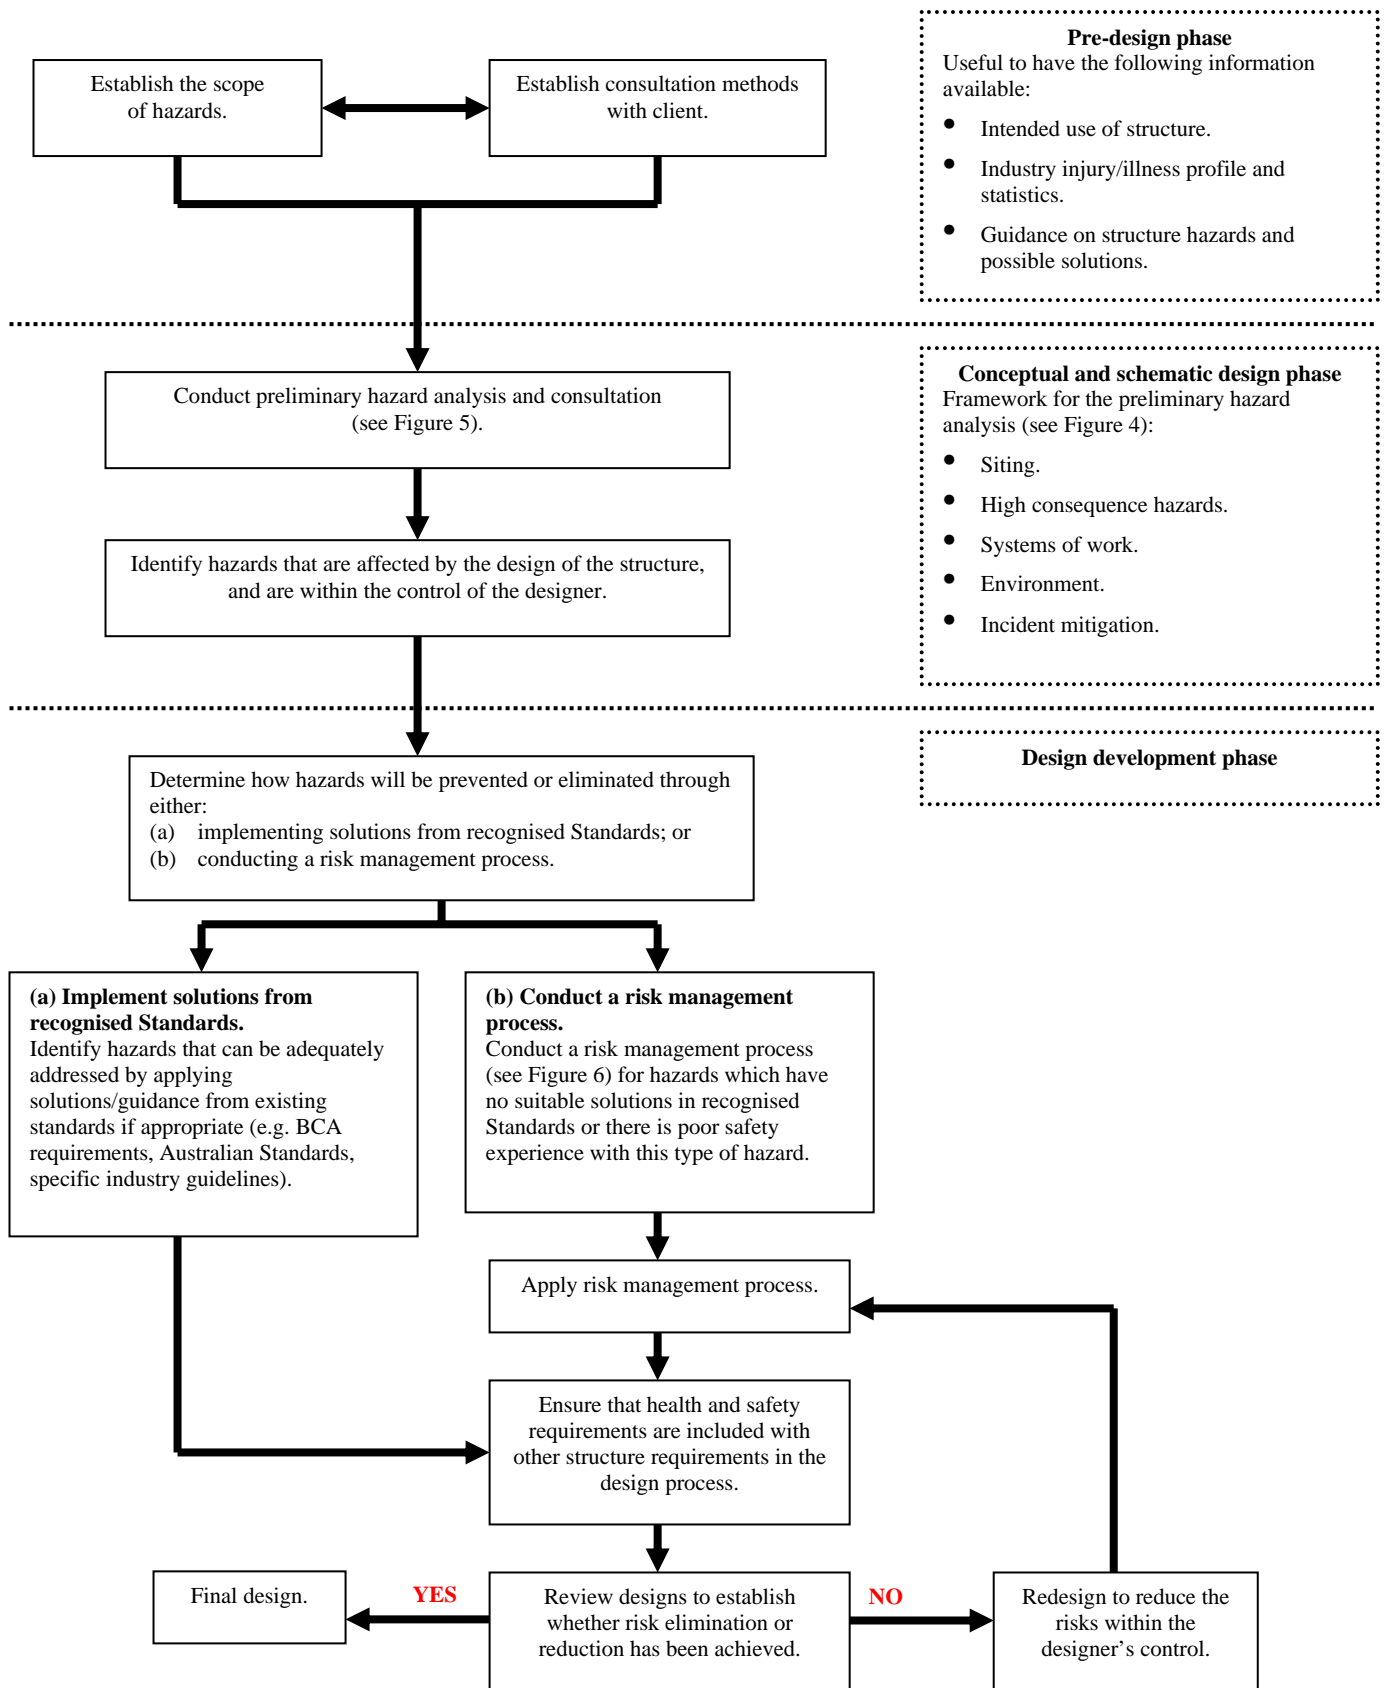 Establish the scope
of hazards.
Establish consultation methods
with client.
Pre-design phase
Useful to have the following information
available:
• Intended use of structure.
• Industry injury/illness profile and
statistics.
• Guidance on structure hazards and
possible solutions.
Conduct preliminary hazard analysis and consultation
(see Figure 5).
Identify hazards that are affected by the design of the structure,
and are within the control of the designer.
Conceptual and schematic design phase
Framework for the preliminary hazard
analysis (see Figure 4):
• Siting.
• High consequence hazards.
• Systems of work.
• Environment.
• Incident mitigation.
Design development phase
Determine how hazards will be prevented or eliminated through
either:
(a) implementing solutions from recognised Standards; or
(b) conducting a risk management process.
(a) Implement solutions from
recognised Standards.
Identify hazards that can be adequately
addressed by applying
solutions/guidance from existing
standards if appropriate (e.g. BCA
requirements, Australian Standards,
specific industry guidelines).
(b) Conduct a risk management
process.
Conduct a risk management process
(see Figure 6) for hazards which have
no suitable solutions in recognised
Standards or there is poor safety
experience with this type of hazard.
Apply risk management process.
Ensure that health and safety
requirements are included with
other structure requirements in the
design process.
Final design.
YES
Review designs to establish
whether risk elimination or
reduction has been achieved.
NO
Redesign to reduce the
risks within the
designer’s control.